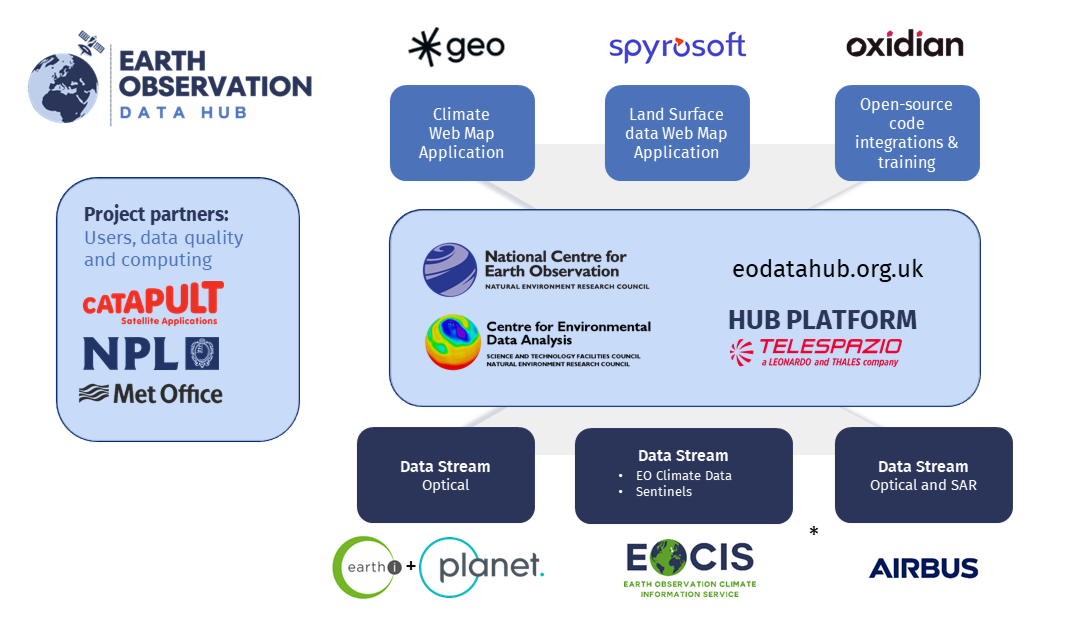 EARTH
OBSERVATION
DATA HUB
geo
spyrosoft
oxidian
Climate
Web Map
Application
Land Surface
data Web Map
Application
Open-source
code
integrations &
training
Project partners:
Users, data quality
and computing
CATAPULT
Satellite Applications
NPL
Met Office
National Centre for
Earth Observation
NATURAL ENVIRONMENT RESEARCH COUNCIL
Centre for Environmental
Data Analysis
SCIENCE AND TECHNOLOGY FACILITIES COUNCIL
NATURAL ENVIRONMENT RESEARCH COUNCIL
eodatahub.org.uk
HUB PLATFORM
TELESPAZIO
a LEONARDO and THALES company
Data Stream
Optical
Data Stream
• EO Climate Data
• Sentinels
Data Stream
Optical and SAR
*
earth i + planet.
EOCIS
EARTH OBSERVATION CLIMATE
INFORMATION SERVICE
AIRBUS